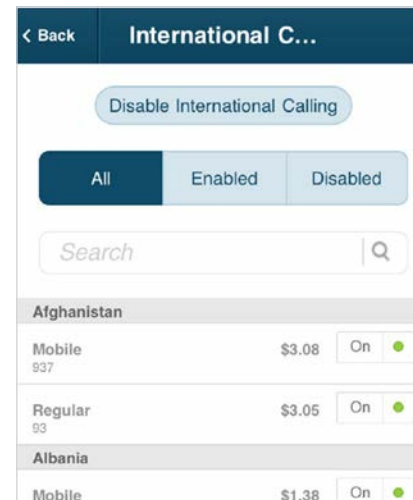 Back
International C...
Disable International Calling
All Enabled Disabled
Search
Afghanistan
Mobile $3.08 On
937
Regular $3.05 On
93
Albania
Mobile $1.38 On